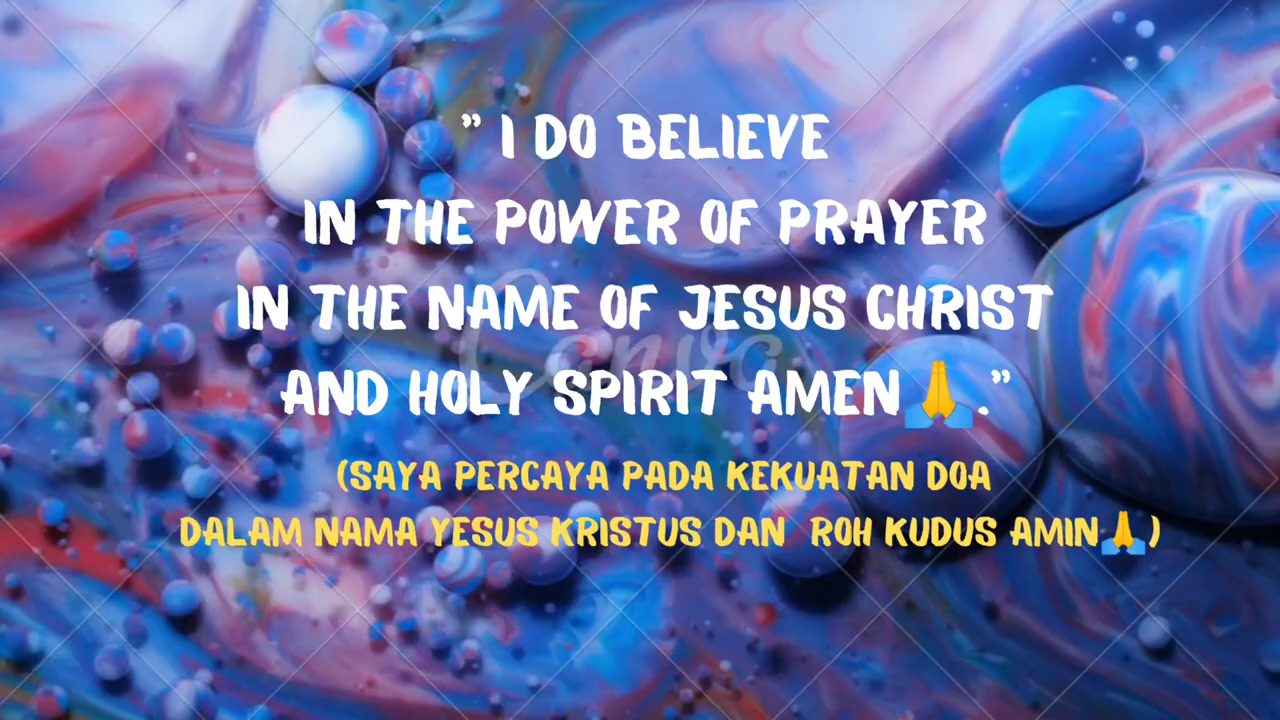 ” I DO BELIEVE
IN THE POWER OF PRAYER
IN THE NAME OF JESUS CHRIST
AND HOLY SPIRIT AMEN🙏.”
Canva
(SAYA PERCAYA PADA KEKUATAN DOA
DALAM NAMA YESUS KRISTUS DAN ROH KUDUS AMIN🙏)